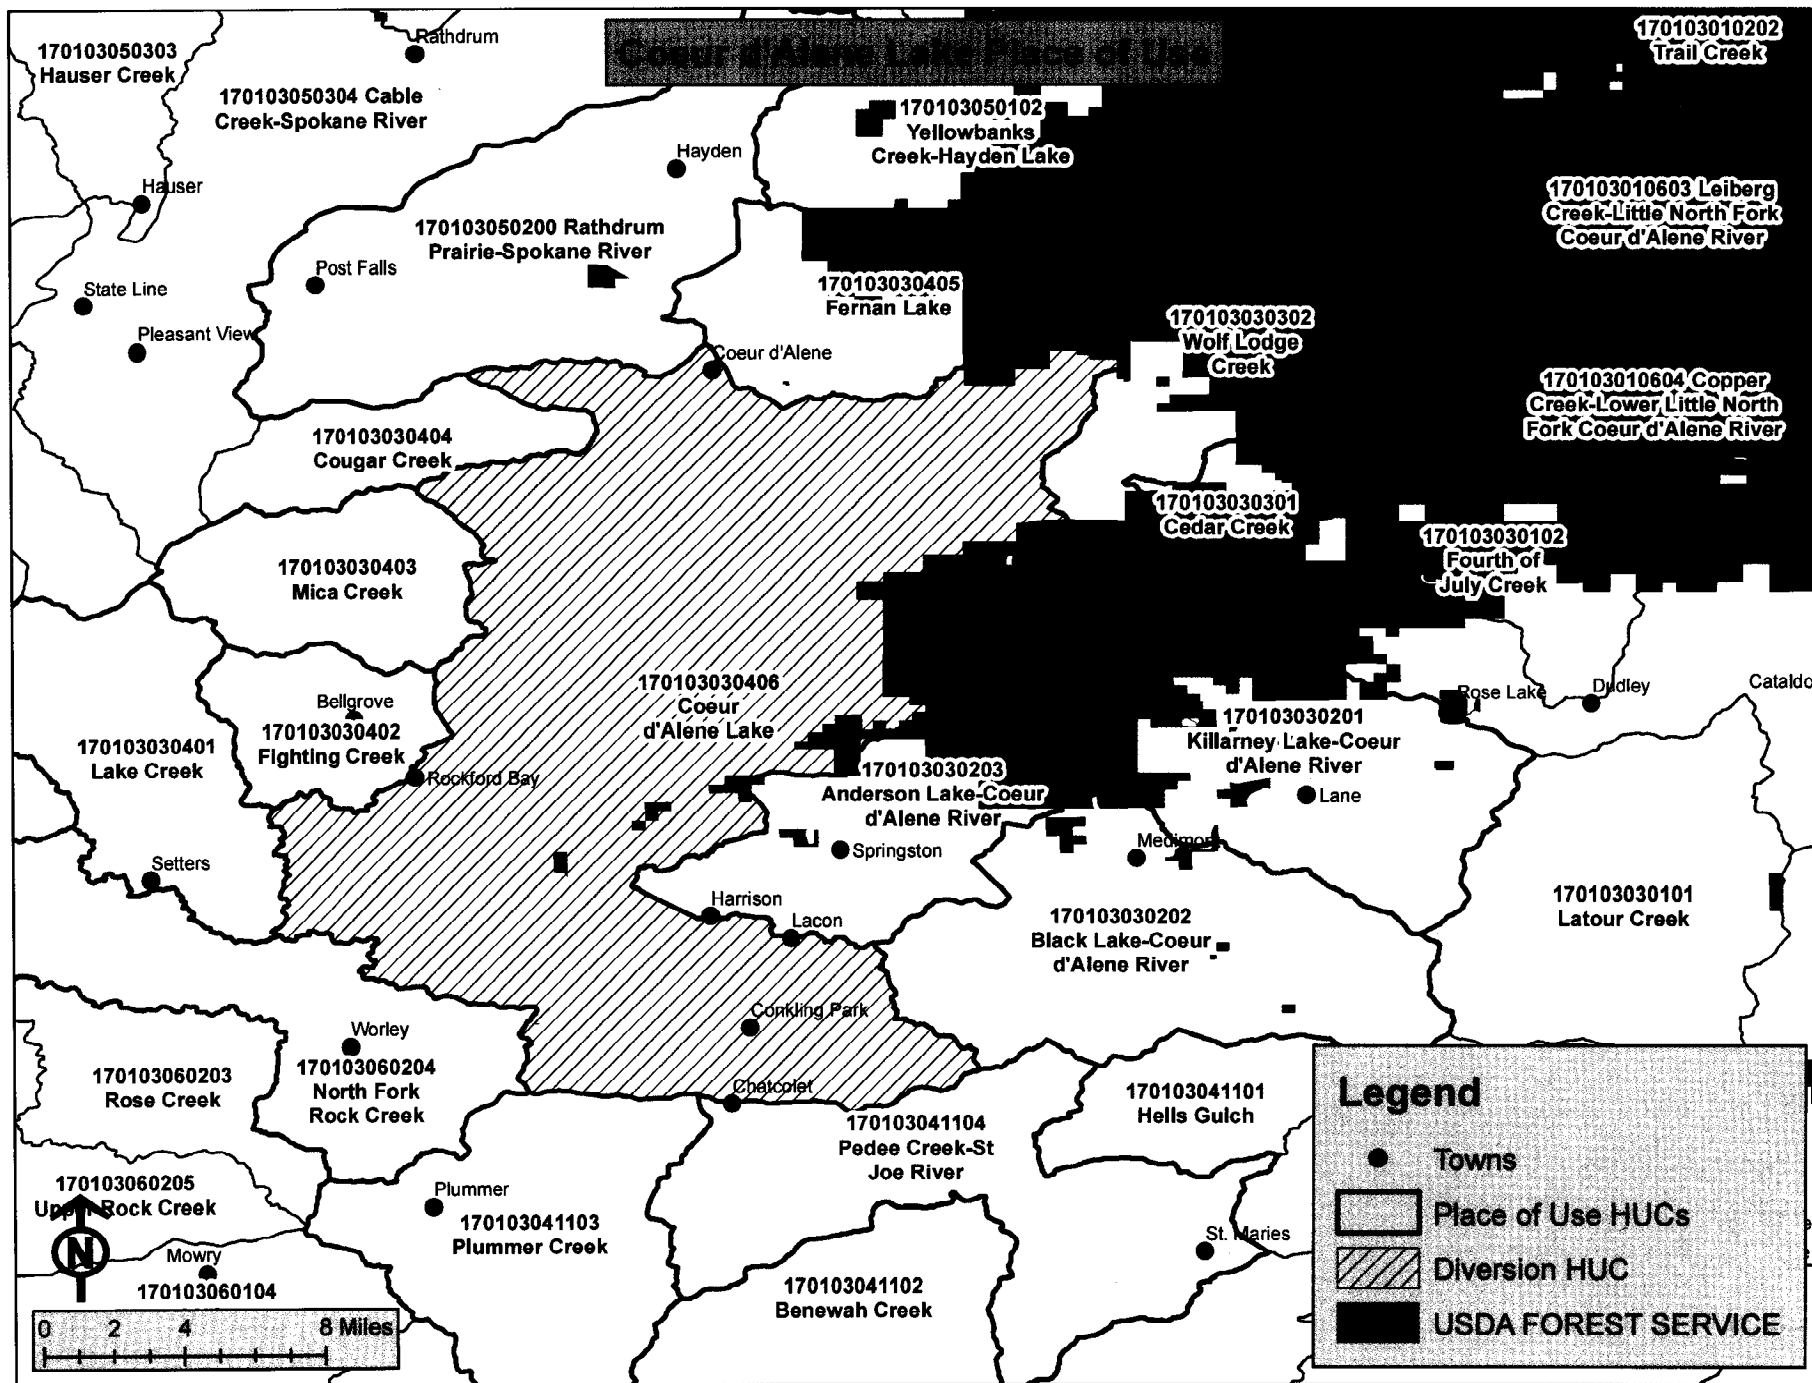 Coeur d'Alene Lake Place of Use
170103010202
Trail Creek
170103050303
Hauser Creek
Rathdrum
170103050304 Cable
Creek-Spokane River
170103050102
Yellowbanks
Creek-Hayden Lake
Hayden
Hauser
170103010603 Leiberg
Creek-Little North Fork
Coeur d'Alene River
170103050200 Rathdrum
Prairie-Spokane River
Post Falls
State Line
Pleasant View
170103030405
Fernan Lake
170103030302
Wolf Lodge
Creek
Coeur d'Alene
170103010604 Copper
Creek-Lower Little North
Fork Coeur d'Alene River
170103030404
Cougar Creek
170103030301
Cedar Creek
170103030102
Fourth of
July Creek
170103030403
Mica Creek
170103030406
Coeur
d'Alene Lake
Rose Lake
Dudley
Cataldo
Bellgrove
170103030402
Fighting Creek
170103030401
Lake Creek
170103030201
Killarney Lake-Coeur
d'Alene River
Rockford Bay
170103030203
Anderson Lake-Coeur
d'Alene River
Lane
Springston
Medimont
Setters
Harrison
Lacon
170103030202
Black Lake-Coeur
d'Alene River
170103030101
Latour Creek
Conkling Park
Worley
170103060203
Rose Creek
170103060204
North Fork
Rock Creek
Chatcolet
170103041101
Hells Gulch
170103041104
Pedee Creek-St
Joe River
170103060205
Upper Rock Creek
Plummer
170103041103
Plummer Creek
St. Maries
N
Mowry
170103060104
170103041102
Benewah Creek
0 2 4 8 Miles
Legend
Towns
Place of Use HUCs
Diversion HUC
USDA FOREST SERVICE